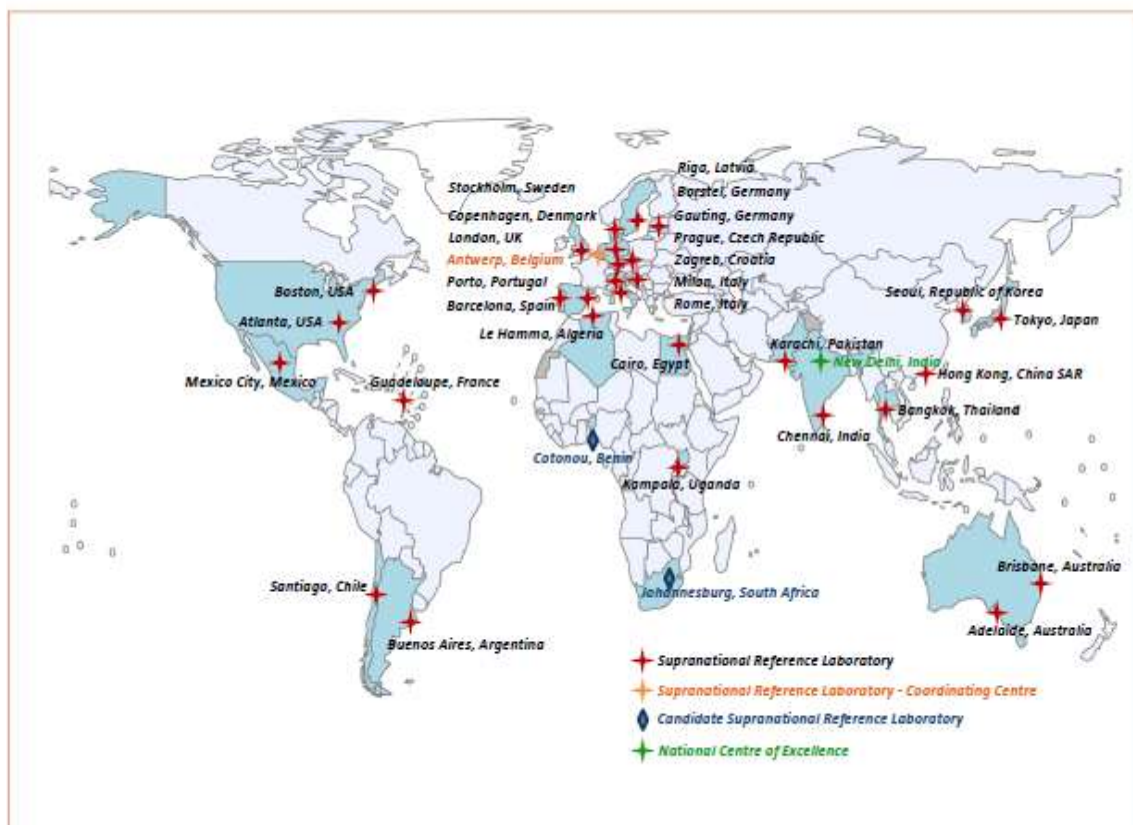 Riga, Latvia
Stockholm, Sweden
Borstel, Germany
Copenhagen, Denmark
Gauting, Germany
London, UK
Prague, Czech Republic
Antwerp, Belgium
Zagreb, Croatia
Porto, Portugal
Milan, Italy
Boston, USA
Seoul, Republic of Korea
Barcelona, Spain
Rome, Italy
Atlanta, USA
Tokyo, Japan
Le Hamma, Algeria
Karachi, Pakistan
Cairo, Egypt
New Delhi, India
Mexico City, Mexico
Guadeloupe, France
Hong Kong, China SAR
Bangkok, Thailand
Chennai, India
Cotonou, Benin
Kampala, Uganda
Brisbane, Australia
Santiago, Chile
Johannesburg, South Africa
Adelaide, Australia
Buenos Aires, Argentina
Supranational Reference Laboratory
Supranational Reference Laboratory - Coordinating Centre
Candidate Supranational Reference Laboratory
National Centre of Excellence